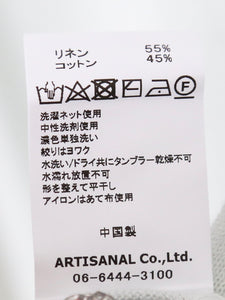 リネン 55%
コットン 45%
洗濯ネット使用
中性洗剤使用
濃色単独洗い
絞りはヨワク
水洗い/ドライ共にタンブラー乾燥不可
水濡れ放置不可
形を整えて平干し
アイロンはあて布使用
中国製
ARTISANAL Co.,Ltd.
06-6444-3100